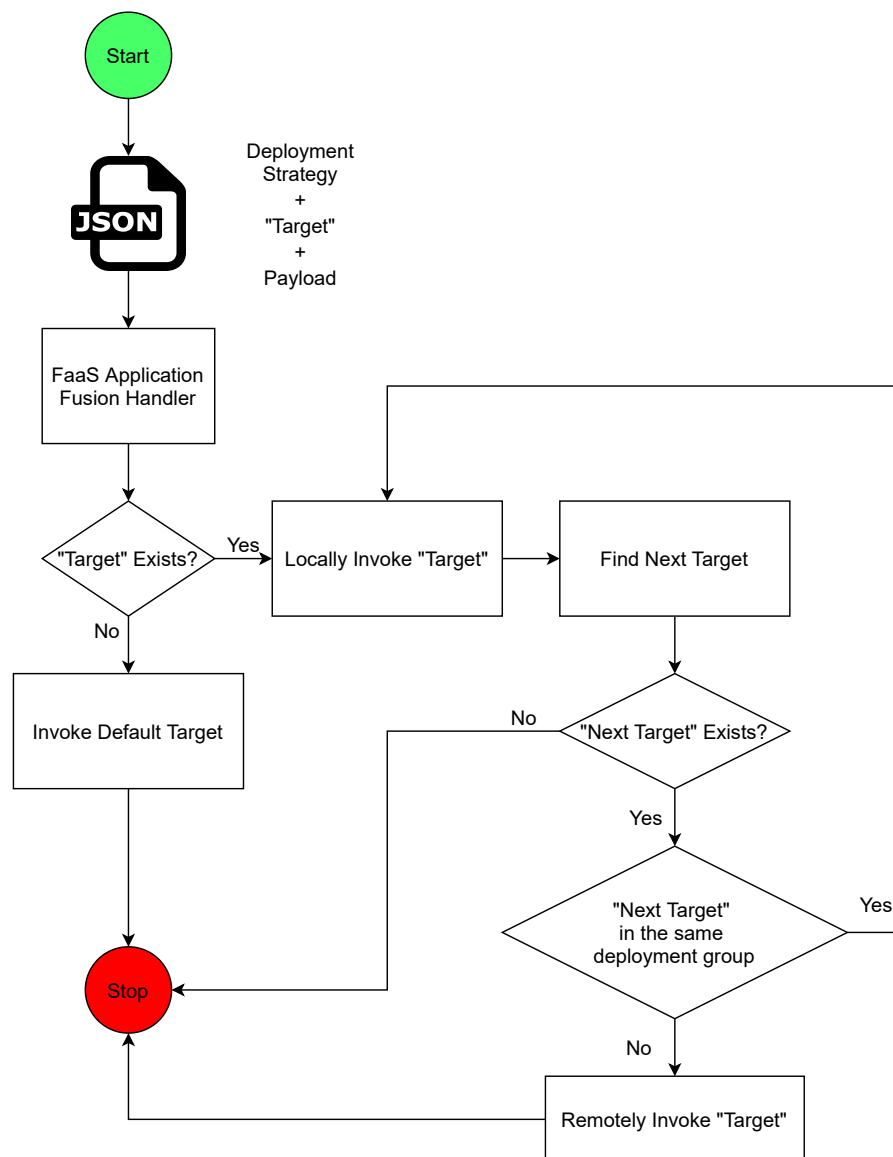 Start
JSON
Deployment
Strategy
+
"Target"
+
Payload
FaaS Application
Fusion Handler
"Target" Exists?
Yes
Locally Invoke "Target"
Find Next Target
No
Invoke Default Target
No
"Next Target" Exists?
Yes
"Next Target"
in the same
deployment group
Yes
Stop
No
Remotely Invoke "Target"